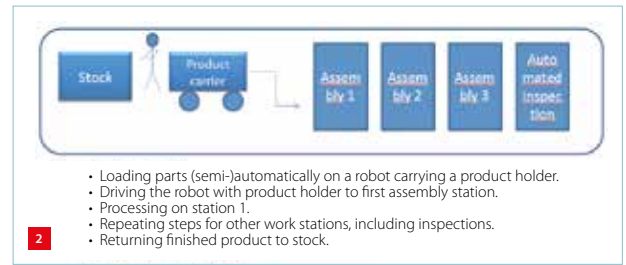 Stock
Product
carrier
Assem
bly 1
Assem
bly 2
Assem
bly 3
Auto
mated
inspec
tion
• Loading parts (semi-)automatically on a robot carrying a product holder.
• Driving the robot with product holder to first assembly station.
• Processing on station 1.
• Repeating steps for other work stations, including inspections.
• Returning finished product to stock.
2